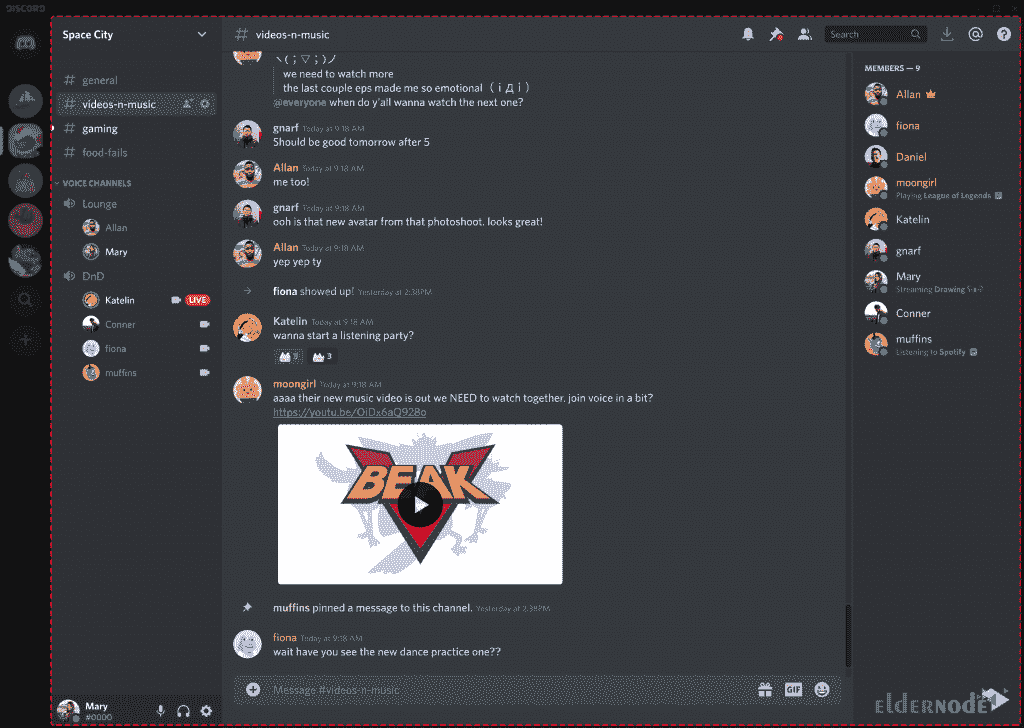 DISCORD
Space City
# videos-n-music
Search
# general
# videos-n-music
# gaming
# food-fails
VOICE CHANNELS
Lounge
Allan
Mary
DnD
Katelin LIVE
Conner
fiona
muffins
Mary
#0000
ヽ(；▽；)ノ
we need to watch more
the last couple eps made me so emotional （ｉДｉ）
@everyone when do y'all wanna watch the next one?
gnarf Today at 9:18 AM
Should be good tomorrow after 5
Allan Today at 9:18 AM
me too!
gnarf Today at 9:18 AM
ooh is that new avatar from that photoshoot. looks great!
Allan Today at 9:18 AM
yep yep ty
fiona showed up! Yesterday at 2:38PM
Katelin Today at 9:18 AM
wanna start a listening party?
3
moongirl Today at 9:18 AM
aaaa their new music video is out we NEED to watch together. join voice in a bit?
https://youtu.be/OiDx6aQ928o
BEAK
muffins pinned a message to this channel. Yesterday at 2:38PM
fiona Today at 9:18 AM
wait have you see the new dance practice one??
Message #videos-n-music
GIF
MEMBERS — 9
Allan
fiona
Daniel
moongirl
Playing League of Legends
Katelin
gnarf
Mary
Streaming Drawing
Conner
muffins
Listening to Spotify
ELDERNODE